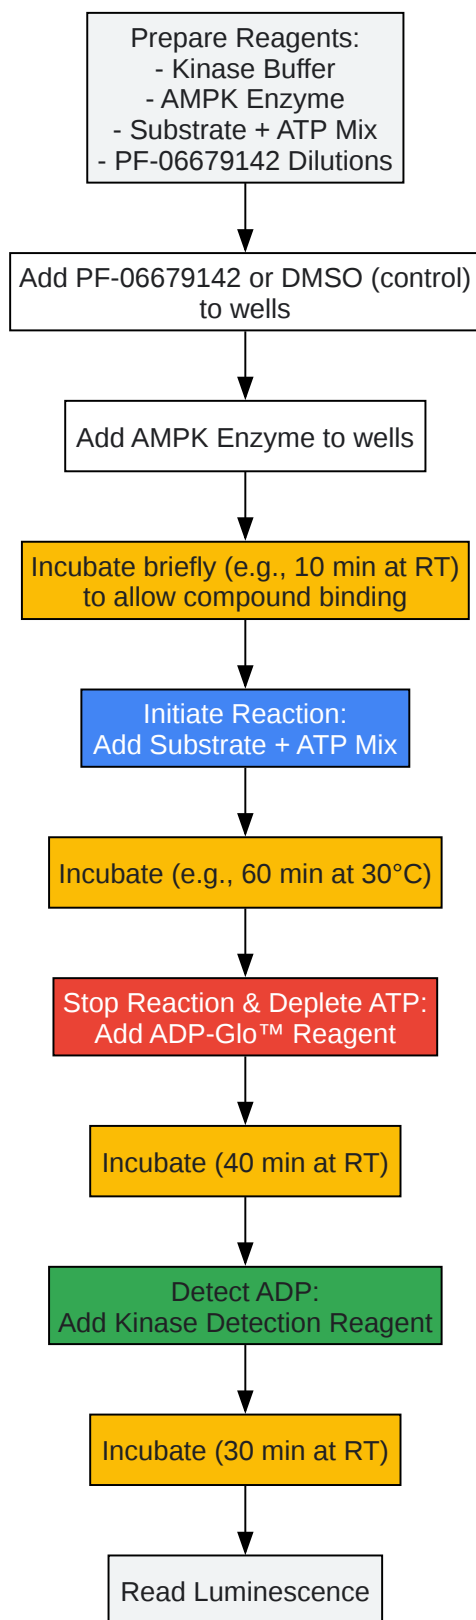 Prepare Reagents:
- Kinase Buffer
- AMPK Enzyme
- Substrate + ATP Mix
- PF-06679142 Dilutions
Add PF-06679142 or DMSO (control)
to wells
Add AMPK Enzyme to wells
Incubate briefly (e.g., 10 min at RT)
to allow compound binding
Initiate Reaction:
Add Substrate + ATP Mix
Incubate (e.g., 60 min at 30°C)
Stop Reaction & Deplete ATP:
Add ADP-Glo™ Reagent
Incubate (40 min at RT)
Detect ADP:
Add Kinase Detection Reagent
Incubate (30 min at RT)
Read Luminescence